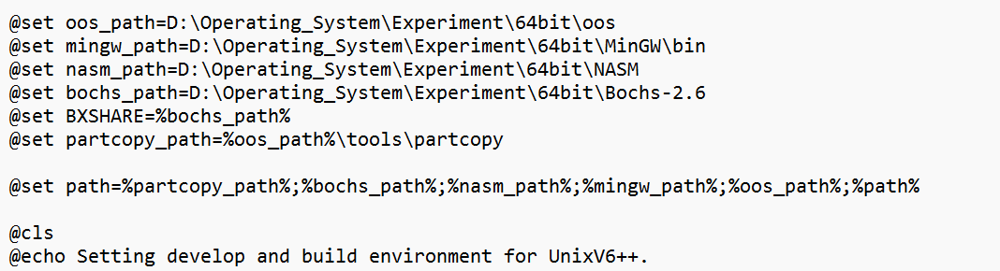 @set oos_path=D:\Operating_System\Experiment\64bit\oos
@set mingw_path=D:\Operating_System\Experiment\64bit\MinGW\bin
@set nasm_path=D:\Operating_System\Experiment\64bit\NASM
@set bochs_path=D:\Operating_System\Experiment\64bit\Bochs-2.6
@set BXSHARE=%bochs_path%
@set partcopy_path=%oos_path%\tools\partcopy
@set path=%partcopy_path%;%bochs_path%;%nasm_path%;%mingw_path%;%oos_path%;%path%
@cls
@echo Setting develop and build environment for UnixV6++.